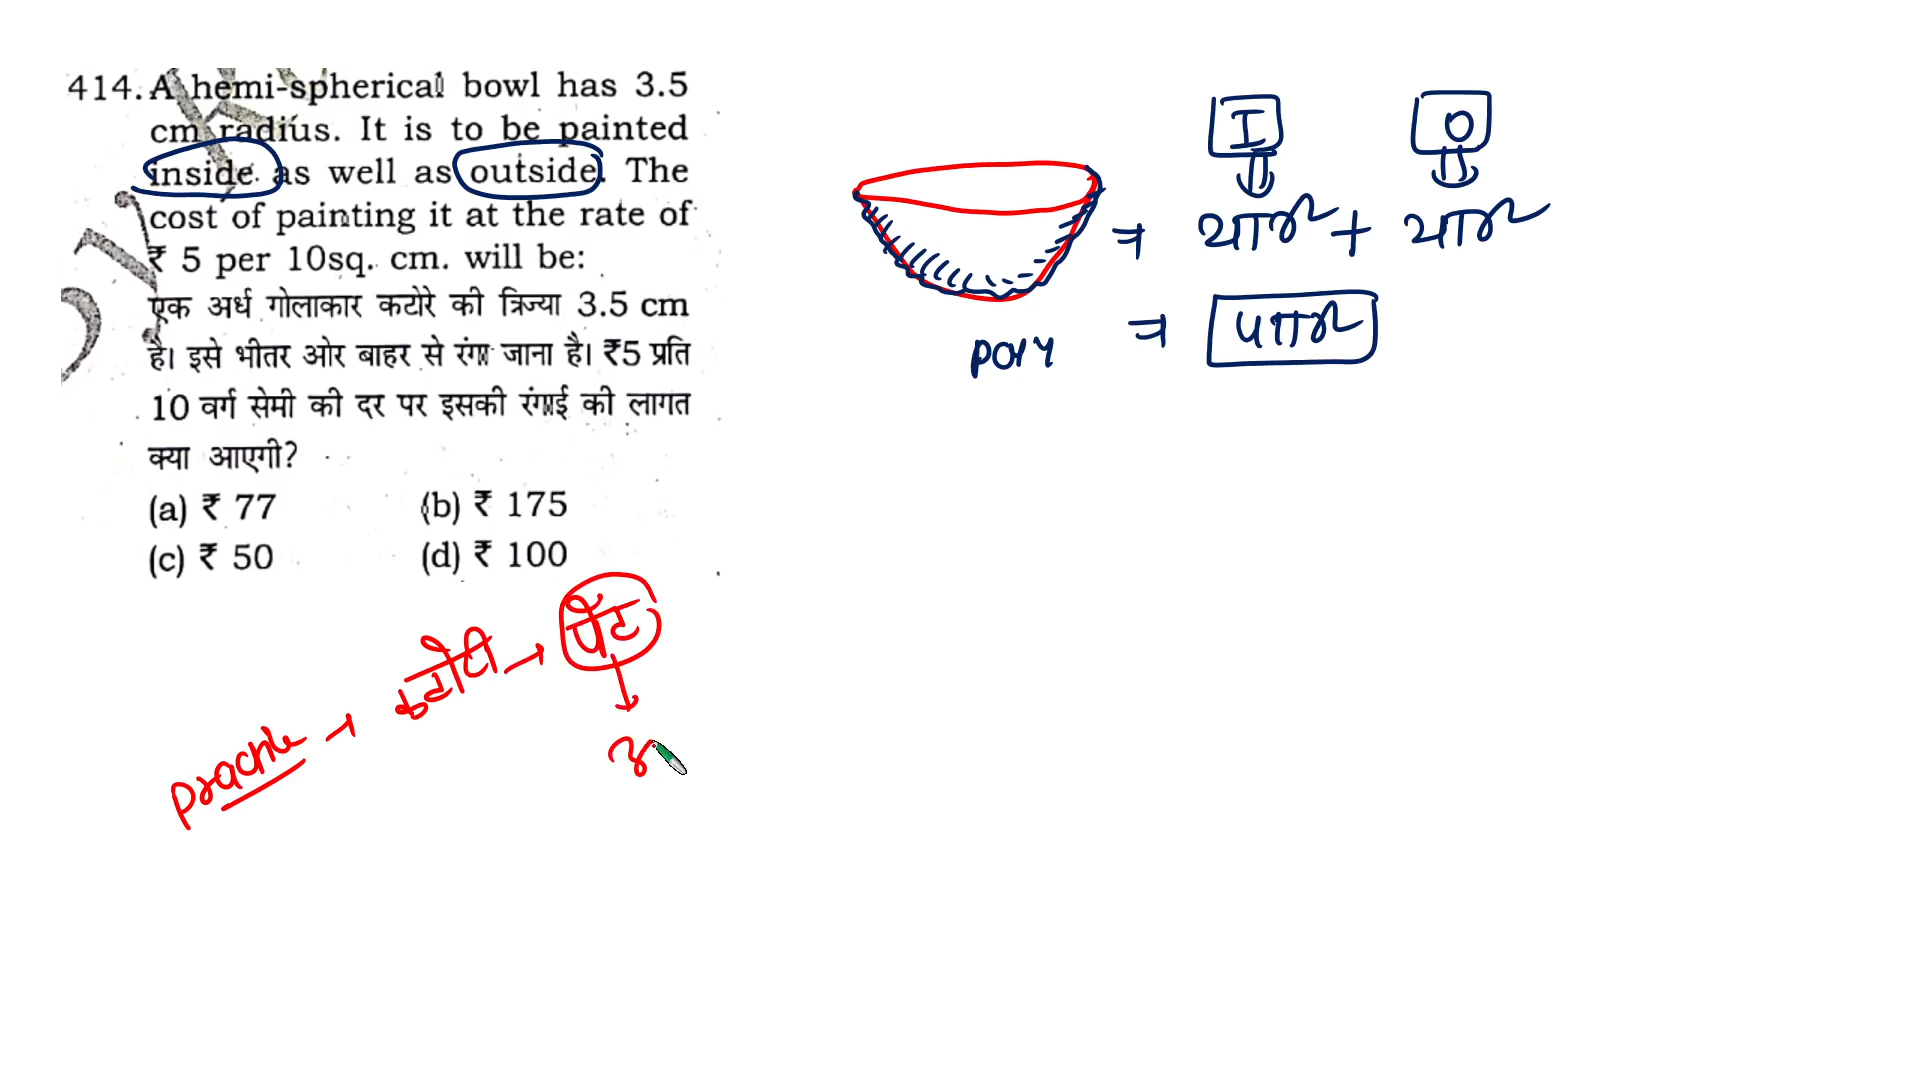 414. A hemi-spherical bowl has 3.5
cm radius. It is to be painted
inside as well as outside. The
cost of painting it at the rate of
₹ 5 per 10sq. cm. will be:
एक अर्ध गोलाकार कटोरे की त्रिज्या 3.5 cm
है। इसे भीतर ओर बाहर से रंगा जाना है। ₹5 प्रति
10 वर्ग सेमी की दर पर इसकी रंगाई की लागत
क्या आएगी?
(a) ₹ 77 (b) ₹ 175
(c) ₹ 50 (d) ₹ 100
I O
+
कटोरी → पेंट